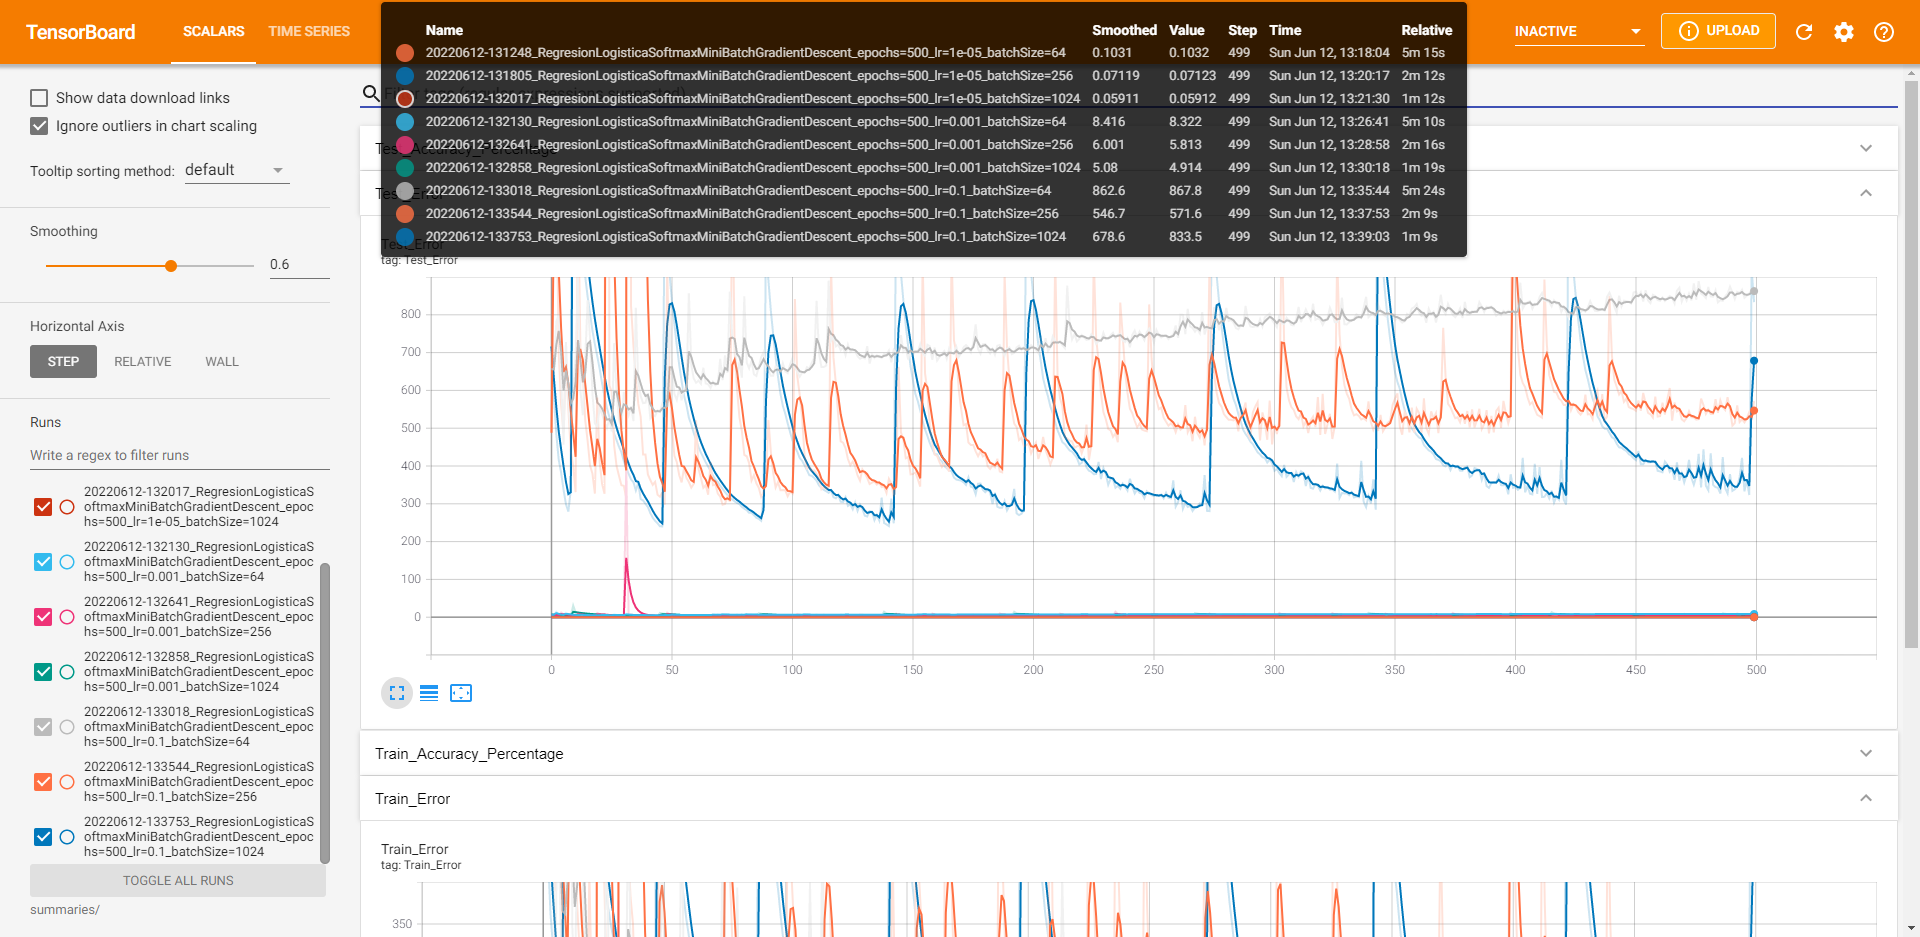 TensorBoard
SCALARS
TIME SERIES
INACTIVE
UPLOAD
Name Smoothed Value Step Time Relative
20220612-131248_RegresionLogisticaSoftmaxMiniBatchGradientDescent_epochs=500_lr=1e-05_batchSize=64 0.1031 0.1032 499 Sun Jun 12, 13:18:04 5m 15s
20220612-131805_RegresionLogisticaSoftmaxMiniBatchGradientDescent_epochs=500_lr=1e-05_batchSize=256 0.07119 0.07123 499 Sun Jun 12, 13:20:17 2m 12s
20220612-132017_RegresionLogisticaSoftmaxMiniBatchGradientDescent_epochs=500_lr=1e-05_batchSize=1024 0.05911 0.05912 499 Sun Jun 12, 13:21:30 1m 12s
20220612-132130_RegresionLogisticaSoftmaxMiniBatchGradientDescent_epochs=500_lr=0.001_batchSize=64 8.416 8.322 499 Sun Jun 12, 13:26:41 5m 10s
20220612-132641_RegresionLogisticaSoftmaxMiniBatchGradientDescent_epochs=500_lr=0.001_batchSize=256 6.001 5.813 499 Sun Jun 12, 13:28:58 2m 16s
20220612-132858_RegresionLogisticaSoftmaxMiniBatchGradientDescent_epochs=500_lr=0.001_batchSize=1024 5.08 4.914 499 Sun Jun 12, 13:30:18 1m 19s
20220612-133018_RegresionLogisticaSoftmaxMiniBatchGradientDescent_epochs=500_lr=0.1_batchSize=64 862.6 867.8 499 Sun Jun 12, 13:35:44 5m 24s
20220612-133544_RegresionLogisticaSoftmaxMiniBatchGradientDescent_epochs=500_lr=0.1_batchSize=256 546.7 571.6 499 Sun Jun 12, 13:37:53 2m 9s
20220612-133753_RegresionLogisticaSoftmaxMiniBatchGradientDescent_epochs=500_lr=0.1_batchSize=1024 678.6 833.5 499 Sun Jun 12, 13:39:03 1m 9s
Show data download links
Ignore outliers in chart scaling
Tooltip sorting method: default
Smoothing
0.6
Horizontal Axis
STEP RELATIVE WALL
Runs
Write a regex to filter runs
20220612-132017_RegresionLogisticaS
oftmaxMiniBatchGradientDescent_epoc
hs=500_lr=1e-05_batchSize=1024
20220612-132130_RegresionLogisticaS
oftmaxMiniBatchGradientDescent_epoc
hs=500_lr=0.001_batchSize=64
20220612-132641_RegresionLogisticaS
oftmaxMiniBatchGradientDescent_epoc
hs=500_lr=0.001_batchSize=256
20220612-132858_RegresionLogisticaS
oftmaxMiniBatchGradientDescent_epoc
hs=500_lr=0.001_batchSize=1024
20220612-133018_RegresionLogisticaS
oftmaxMiniBatchGradientDescent_epoc
hs=500_lr=0.1_batchSize=64
20220612-133544_RegresionLogisticaS
oftmaxMiniBatchGradientDescent_epoc
hs=500_lr=0.1_batchSize=256
20220612-133753_RegresionLogisticaS
oftmaxMiniBatchGradientDescent_epoc
hs=500_lr=0.1_batchSize=1024
TOGGLE ALL RUNS
summaries/
Test_Accuracy_Percentage
Test_Error
Test_Error
tag: Test_Error
800
700
600
500
400
300
200
100
0
0 50 100 150 200 250 300 350 400 450 500
Train_Accuracy_Percentage
Train_Error
Train_Error
tag: Train_Error
350